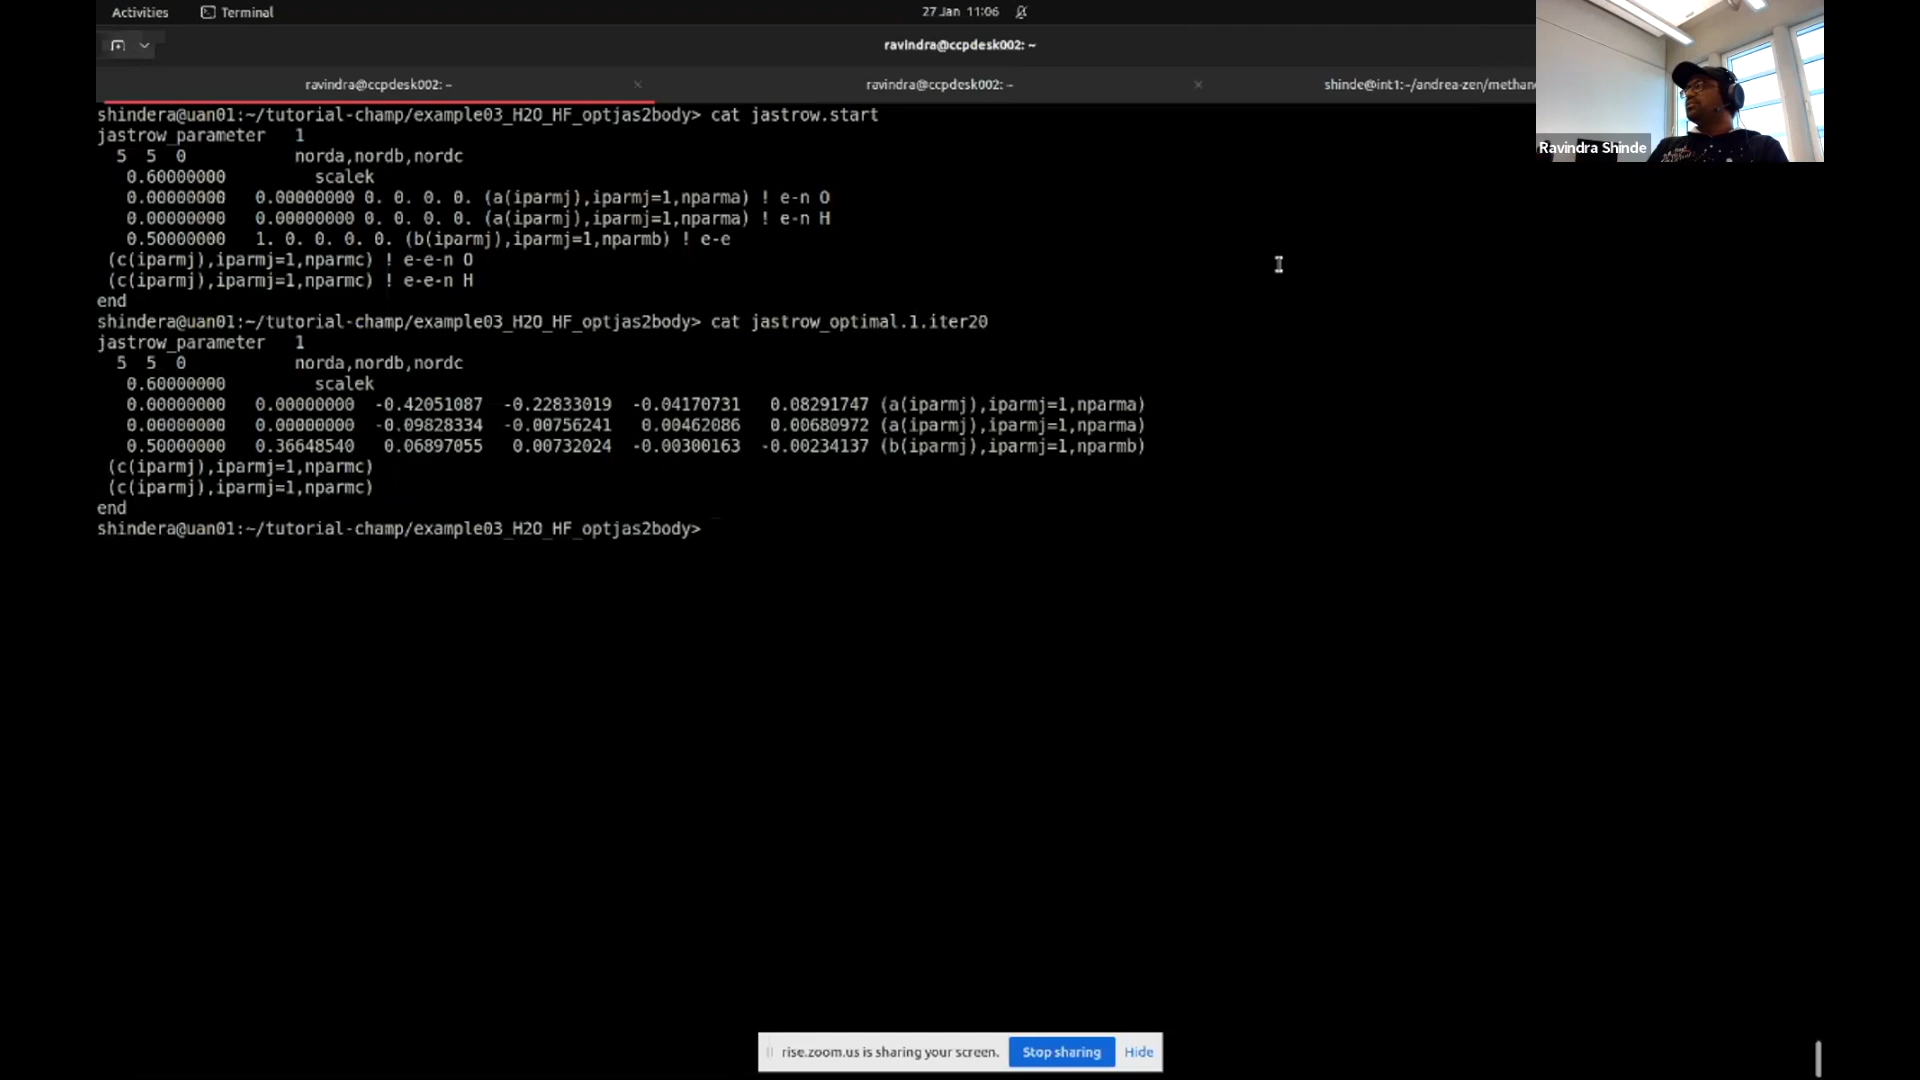 Activities Terminal 27 Jan 11:06
ravindra@ccpdesk002: ~
ravindra@ccpdesk002: ~ × ravindra@ccpdesk002: ~ × shinde@int1:~/andrea-zen/methan
Ravindra Shinde
shindera@uan01:~/tutorial-champ/example03_H2O_HF_optjas2body> cat jastrow.start
jastrow_parameter 1
5 5 0 norda,nordb,nordc
0.60000000 scalek
0.00000000 0.00000000 0. 0. 0. 0. (a(iparmj),iparmj=1,nparma) ! e-n O
0.00000000 0.00000000 0. 0. 0. 0. (a(iparmj),iparmj=1,nparma) ! e-n H
0.50000000 1. 0. 0. 0. 0. (b(iparmj),iparmj=1,nparmb) ! e-e
(c(iparmj),iparmj=1,nparmc) ! e-e-n O
(c(iparmj),iparmj=1,nparmc) ! e-e-n H
end
shindera@uan01:~/tutorial-champ/example03_H2O_HF_optjas2body> cat jastrow_optimal.1.iter20
jastrow_parameter 1
5 5 0 norda,nordb,nordc
0.60000000 scalek
0.00000000 0.00000000 -0.42051087 -0.22833019 -0.04170731 0.08291747 (a(iparmj),iparmj=1,nparma)
0.00000000 0.00000000 -0.09828334 -0.00756241 0.00462086 0.00680972 (a(iparmj),iparmj=1,nparma)
0.50000000 0.36648540 0.06897055 0.00732024 -0.00300163 -0.00234137 (b(iparmj),iparmj=1,nparmb)
(c(iparmj),iparmj=1,nparmc)
(c(iparmj),iparmj=1,nparmc)
end
shindera@uan01:~/tutorial-champ/example03_H2O_HF_optjas2body>
rise.zoom.us is sharing your screen. Stop sharing Hide